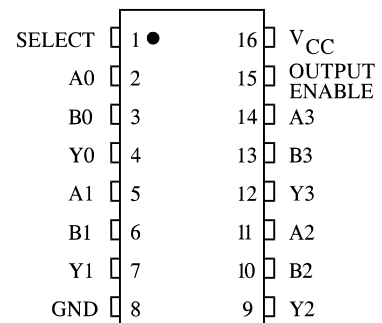 SELECT 1 16 VCC
A0 2 15 OUTPUT ENABLE
B0 3 14 A3
Y0 4 13 B3
A1 5 12 Y3
B1 6 11 A2
Y1 7 10 B2
GND 8 9 Y2